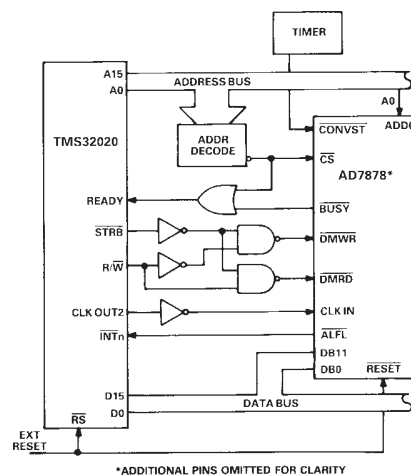 TIMER
A15
ADDRESS BUS
A0
A0
ADD0
CONVST
TMS32020
ADDR
DECODE
CS
AD7878*
READY
BUSY
STRB
DMWR
R/W
DMRD
CLK OUT2
CLK IN
INTn
ALFL
DB11
DB0
RESET
D15
D0
DATA BUS
RS
EXT
RESET
*ADDITIONAL PINS OMITTED FOR CLARITY